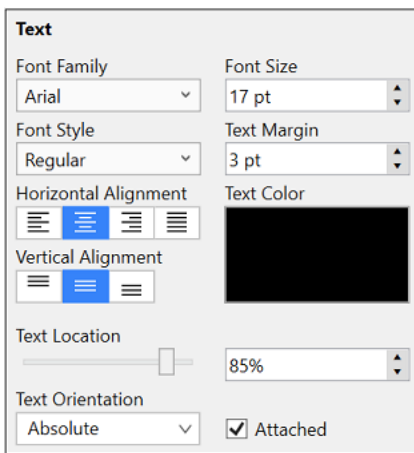 Text
Font Family Font Size
Arial 17 pt
Font Style Text Margin
Regular 3 pt
Horizontal Alignment Text Color
Vertical Alignment
Text Location
85%
Text Orientation
Absolute Attached